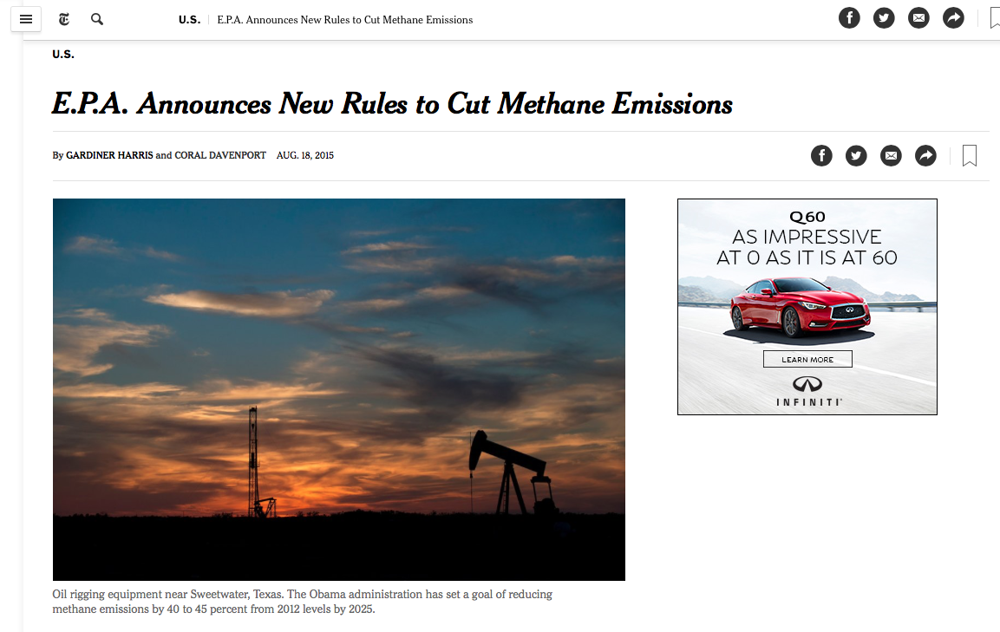 U.S.
E.P.A. Announces New Rules to Cut Methane Emissions
U.S.
E.P.A. Announces New Rules to Cut Methane Emissions
By GARDINER HARRIS and CORAL DAVENPORT AUG. 18, 2015
Q60
AS IMPRESSIVE
AT 0 AS IT IS AT 60
LEARN MORE
INFINITI
Oil rigging equipment near Sweetwater, Texas. The Obama administration has set a goal of reducing
methane emissions by 40 to 45 percent from 2012 levels by 2025.